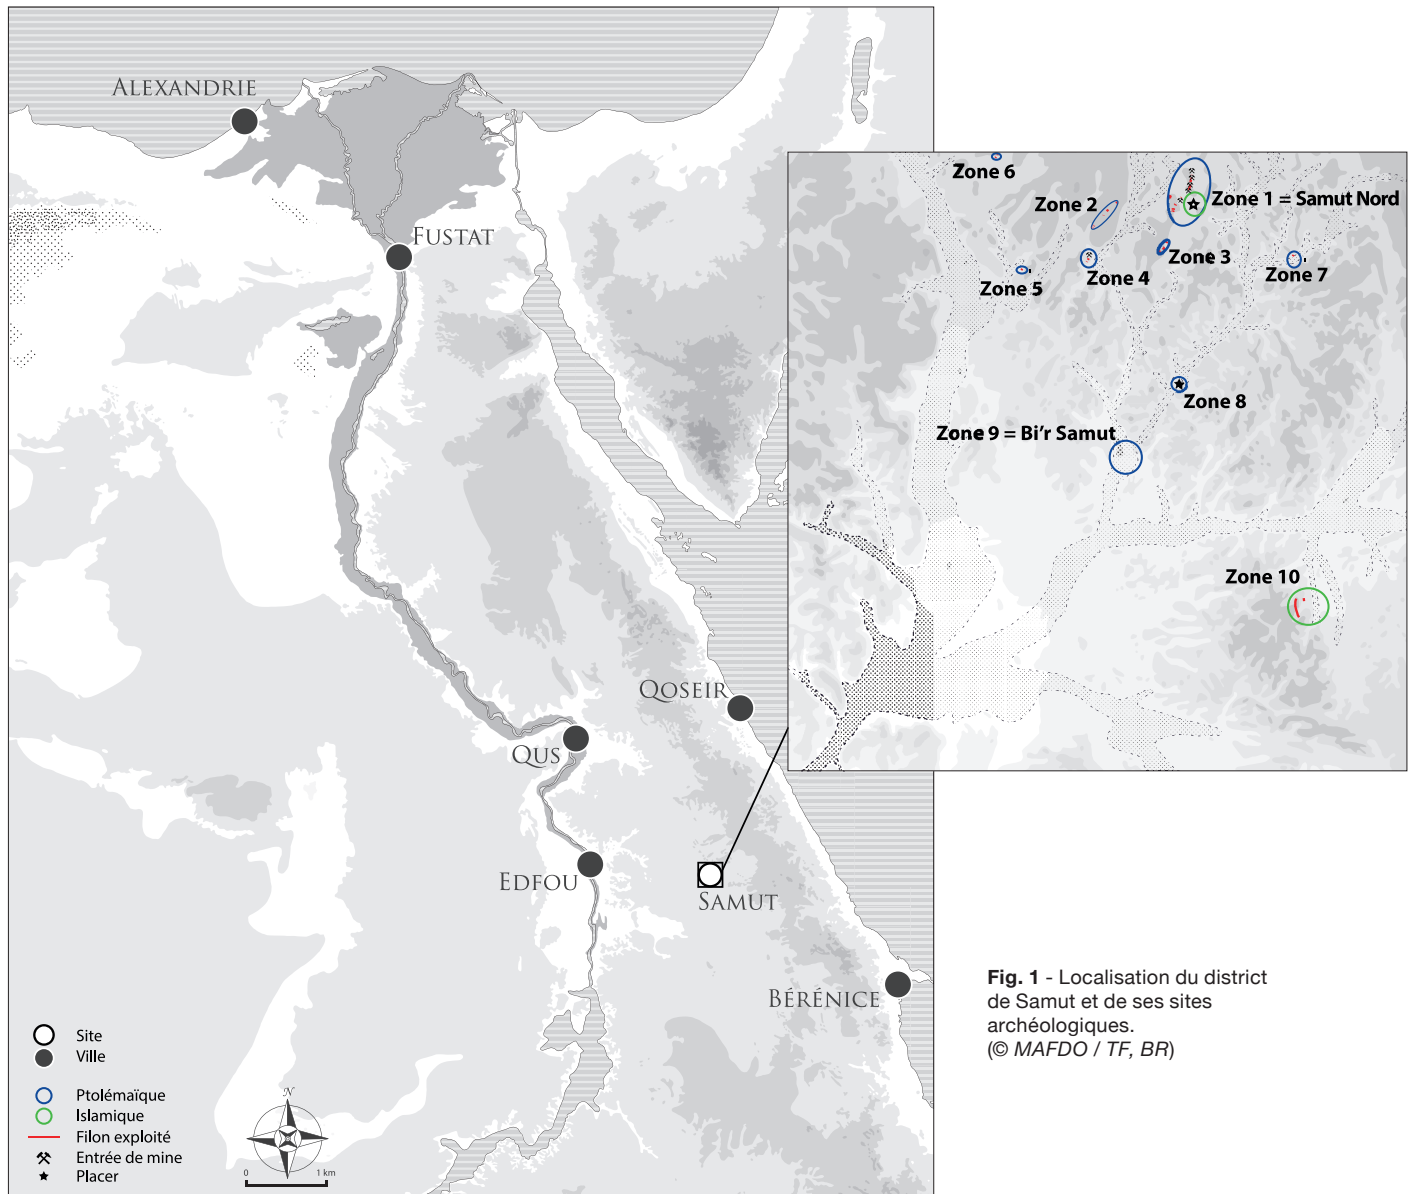 ALEXANDRIE
FUSTAT
QOSEIR
QUS
EDFOU
SAMUT
BÉRÉNICE
Zone 6
Zone 2
Zone 1 = Samut Nord
Zone 5
Zone 4
Zone 3
Zone 7
Zone 8
Zone 9 = Bi'r Samut
Zone 10
Site
Ville
Ptolémaïque
Islamique
Filon exploité
Entrée de mine
Placer
N
0 1 km
Fig. 1 - Localisation du district
de Samut et de ses sites
archéologiques.
(© MAFDO / TF, BR)